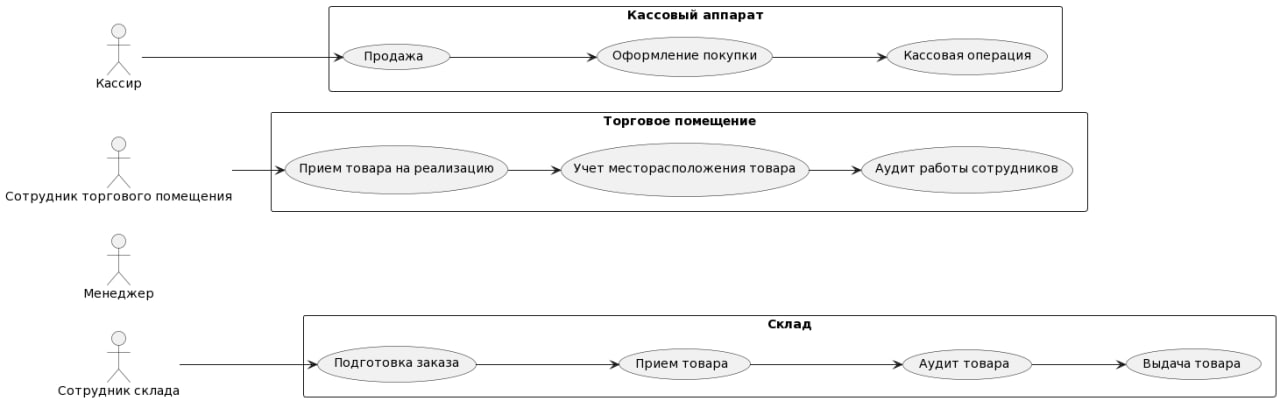 Кассовый аппарат
Кассир
Продажа
Оформление покупки
Кассовая операция
Торговое помещение
Сотрудник торгового помещения
Прием товара на реализацию
Учет месторасположения товара
Аудит работы сотрудников
Менеджер
Склад
Сотрудник склада
Подготовка заказа
Прием товара
Аудит товара
Выдача товара